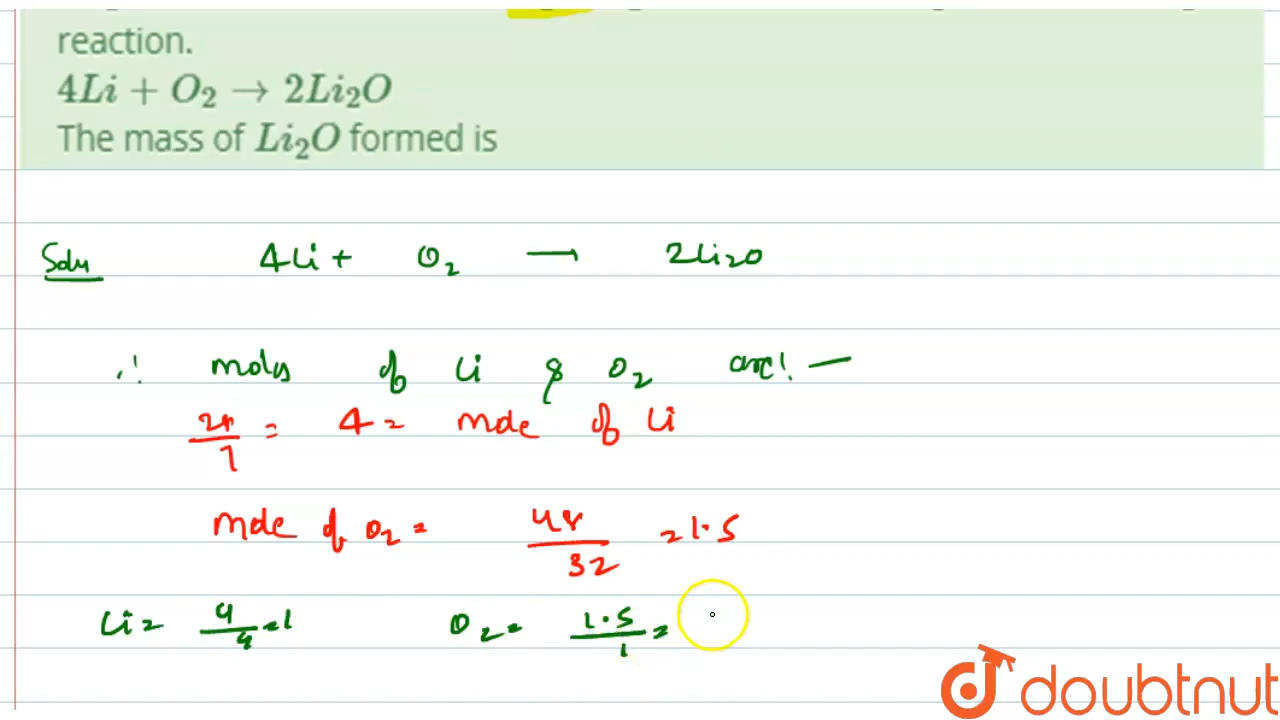 reaction.
4Li + O₂ → 2Li₂O
The mass of Li₂O formed is
Solu 4Li + O₂ → 2Li₂O
∴ moles of Li & O₂ are! —
28/7 = 4 = mole of Li
mole of O₂ = 48/32 = 1.5
Li = 4/4 = 1 O₂ = 1.5/1 =
doubtnut